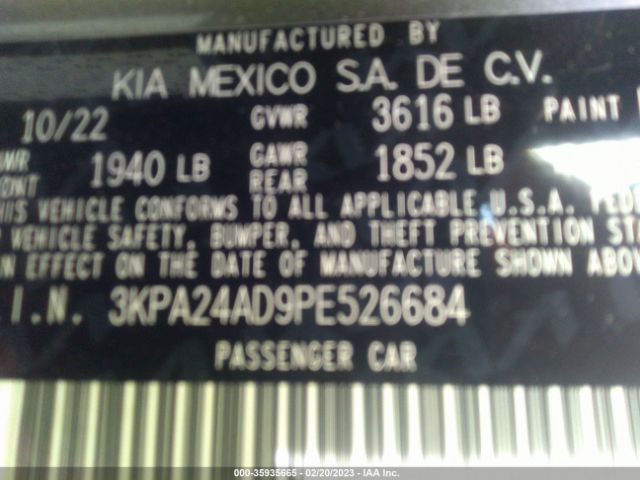 MANUFACTURED BY
KIA MEXICO S.A. DE C.V.
10/22 GVWR 3616 LB PAINT
1940 LB GAWR REAR 1852 LB
THIS VEHICLE CONFORMS TO ALL APPLICABLE U.S.A.
VEHICLE SAFETY, BUMPER, AND THEFT PREVENTION
EFFECT ON THE DATE OF MANUFACTURE SHOWN
I.N. 3KPA24AD9PE526684
PASSENGER CAR
000-35935665 - 02/20/2023 - IAA Inc.